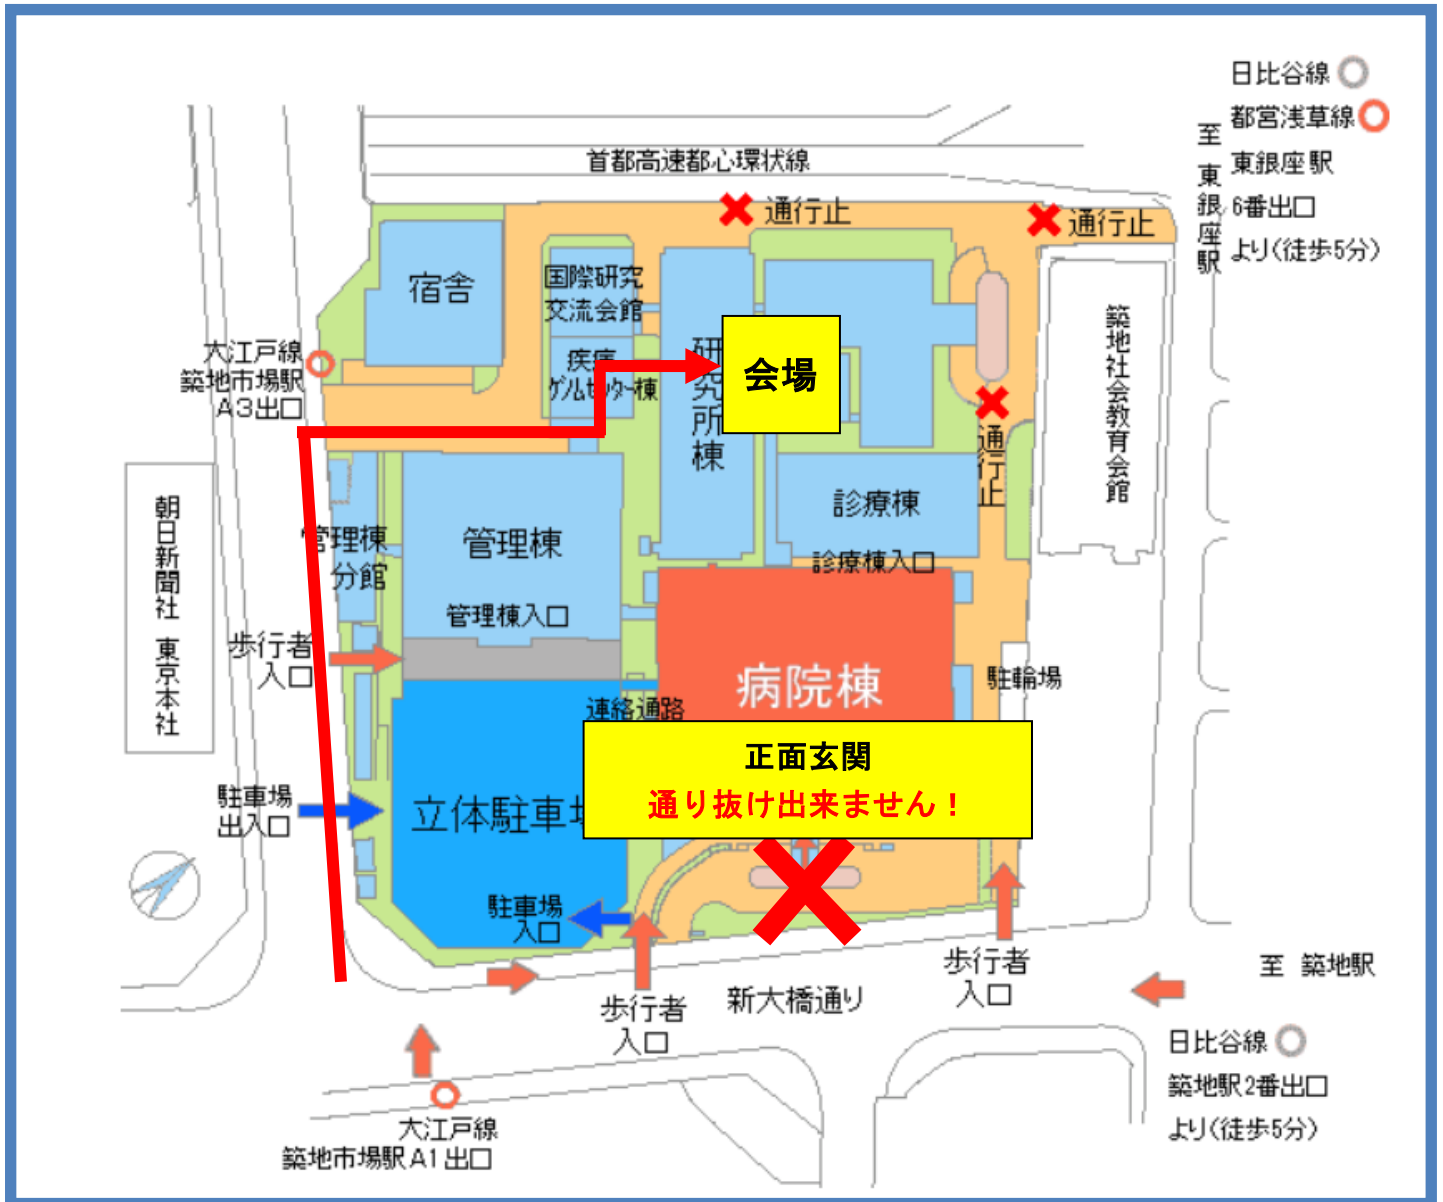 日比谷線
都営浅草線
東銀座駅
6番出口
より(徒歩5分)
至 東銀座駅
首都高速都心環状線
通行止
通行止
宿舎
国際研究
交流会館
疾病
ゲノムセンター棟
研究所棟
会場
築地社会教育会館
大江戸線
築地市場駅
A3出口
通行止
朝日新聞社 東京本社
管理棟
分館
管理棟
管理棟入口
診療棟
診療棟入口
歩行者
入口
病院棟
駐輪場
連絡通路
正面玄関
通り抜け出来ません！
駐車場
出入口
立体駐車場
駐車場
入口
歩行者
入口
新大橋通り
歩行者
入口
至 築地駅
日比谷線
築地駅2番出口
より(徒歩5分)
大江戸線
築地市場駅A1出口